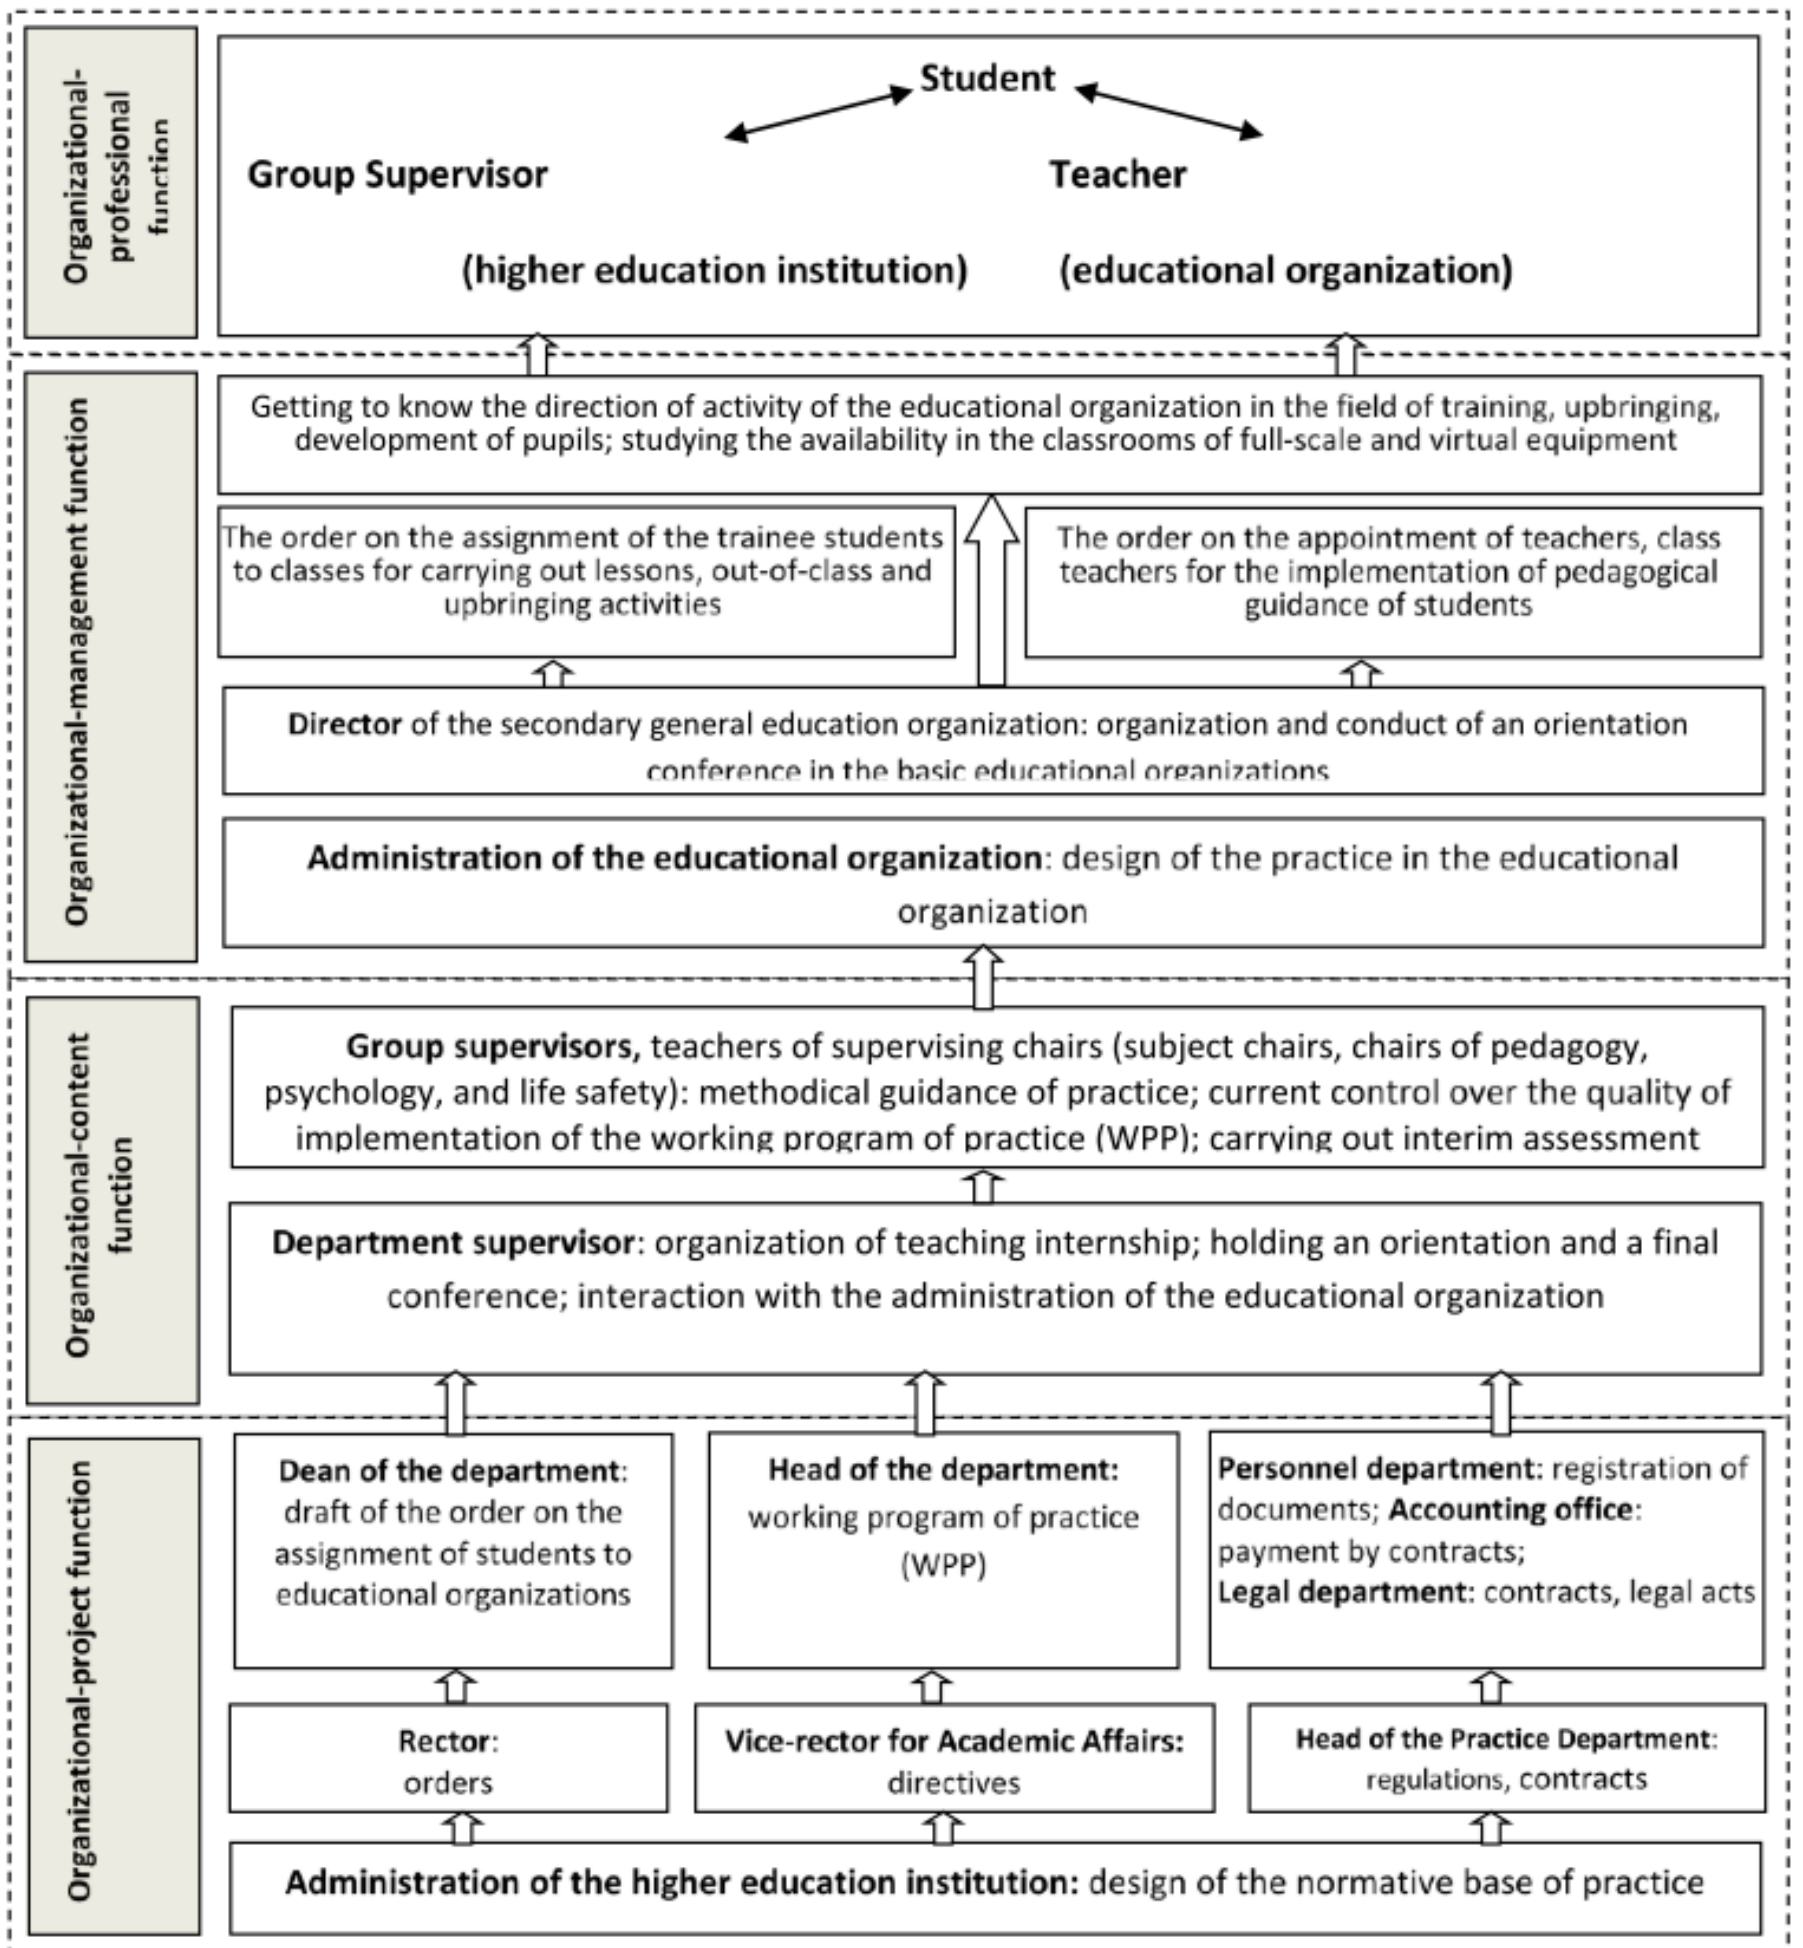 Organizational-
professional
function
Student
Group Supervisor
Teacher
(higher education institution)
(educational organization)
Organizational-management function
Getting to know the direction of activity of the educational organization in the field of training, upbringing,
development of pupils; studying the availability in the classrooms of full-scale and virtual equipment
The order on the assignment of the trainee students
to classes for carrying out lessons, out-of-class and
upbringing activities
The order on the appointment of teachers, class
teachers for the implementation of pedagogical
guidance of students
Director of the secondary general education organization: organization and conduct of an orientation
conference in the basic educational organizations
Administration of the educational organization: design of the practice in the educational
organization
Organizational-content
function
Group supervisors, teachers of supervising chairs (subject chairs, chairs of pedagogy,
psychology, and life safety): methodical guidance of practice; current control over the quality of
implementation of the working program of practice (WPP); carrying out interim assessment
Department supervisor: organization of teaching internship; holding an orientation and a final
conference; interaction with the administration of the educational organization
Organizational-project function
Dean of the department:
draft of the order on the
assignment of students to
educational organizations
Head of the department:
working program of practice
(WPP)
Personnel department: registration of
documents; Accounting office:
payment by contracts;
Legal department: contracts, legal acts
Rector:
orders
Vice-rector for Academic Affairs:
directives
Head of the Practice Department:
regulations, contracts
Administration of the higher education institution: design of the normative base of practice